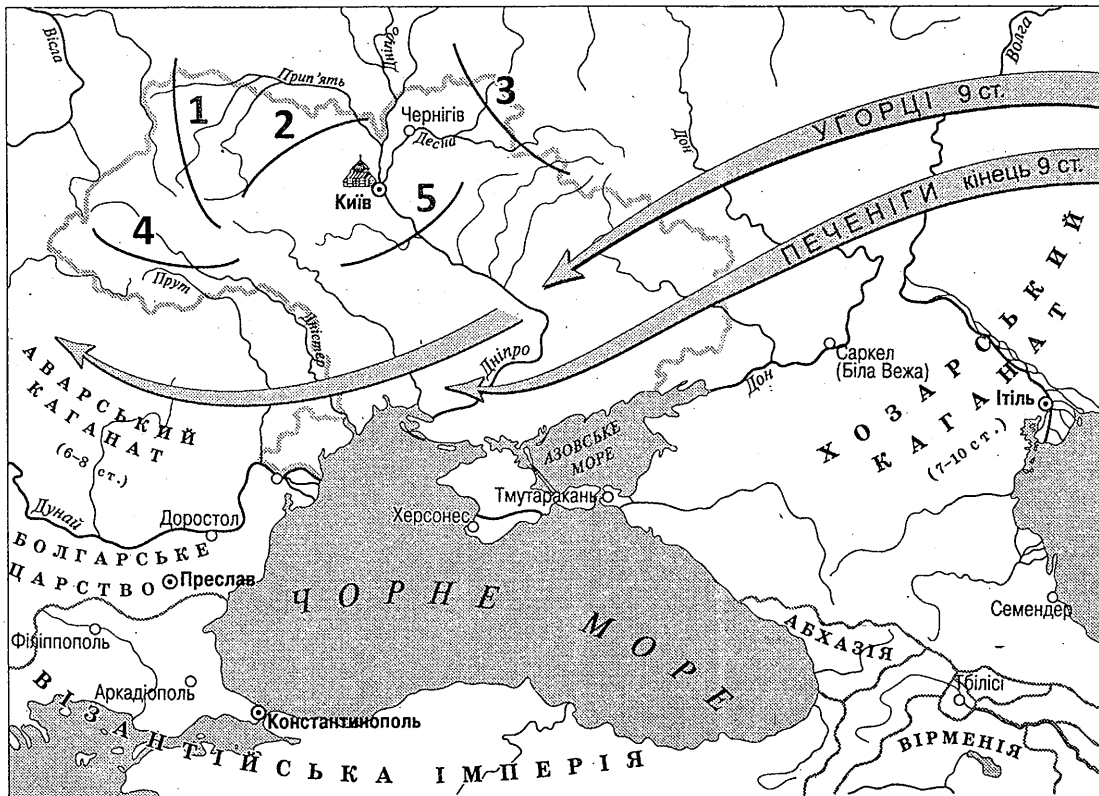 Вісла
Дніпро
Волга
Прип'ять
1
3
УГОРЦІ 9 ст.
Чернігів
2
Десна
Дон
ПЕЧЕНІГИ кінець 9 ст.
Київ
5
4
Прут
Дністер
Дніпро
Саркел
(Біла Вежа)
Дон
ХОЗАРСЬКИЙ
КАГАНАТ
(7–10 ст.)
Ітіль
АВАРСЬКИЙ
КАГАНАТ
(6–8 ст.)
АЗОВСЬКЕ
МОРЕ
Тмутаракань
Херсонес
Дунай
Доростол
БОЛГАРСЬКЕ
ЦАРСТВО
Преслав
ЧОРНЕ
МОРЕ
Семендер
Філіппополь
АБХАЗІЯ
Аркадіополь
Тбілісі
Константинополь
ВІРМЕНІЯ
ВІЗАНТІЙСЬКА ІМПЕРІЯ